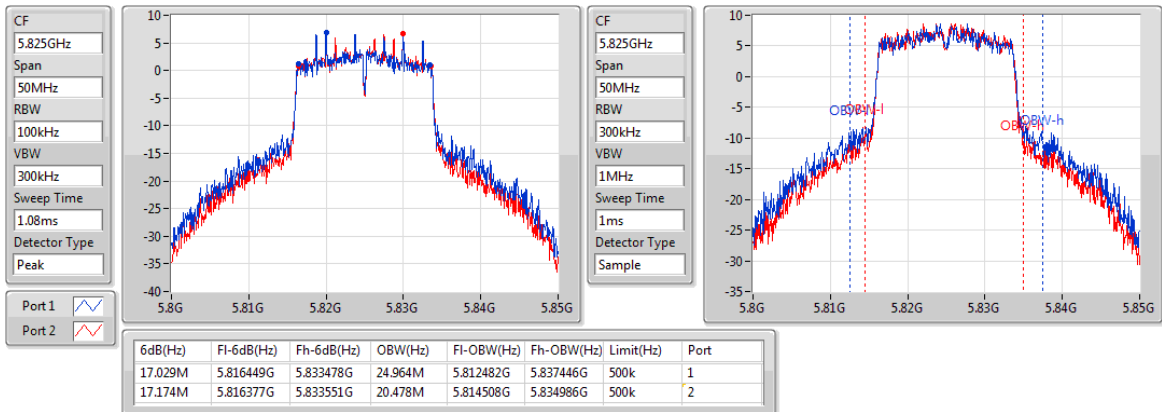 CF
5.825GHz
Span
50MHz
RBW
100kHz
VBW
300kHz
Sweep Time
1.08ms
Detector Type
Peak
Port 1
Port 2
10
5
0
-5
-10
-15
-20
-25
-30
-35
-40
5.8G 5.81G 5.82G 5.83G 5.84G 5.85G
CF
5.825GHz
Span
50MHz
RBW
300kHz
VBW
1MHz
Sweep Time
1ms
Detector Type
Sample
10
5
0
-5
-10
-15
-20
-25
-30
-35
OBW-l OBW-l
OBW-h OBW-h
5.8G 5.81G 5.82G 5.83G 5.84G 5.85G
6dB(Hz) Fl-6dB(Hz) Fh-6dB(Hz) OBW(Hz) Fl-OBW(Hz) Fh-OBW(Hz) Limit(Hz) Port
17.029M 5.816449G 5.833478G 24.964M 5.812482G 5.837446G 500k 1
17.174M 5.816377G 5.833551G 20.478M 5.814508G 5.834986G 500k 2